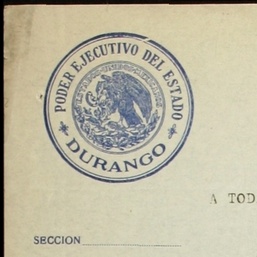 PODER EJECUTIVO DEL ESTADO
DURANGO
A TOD
SECCION